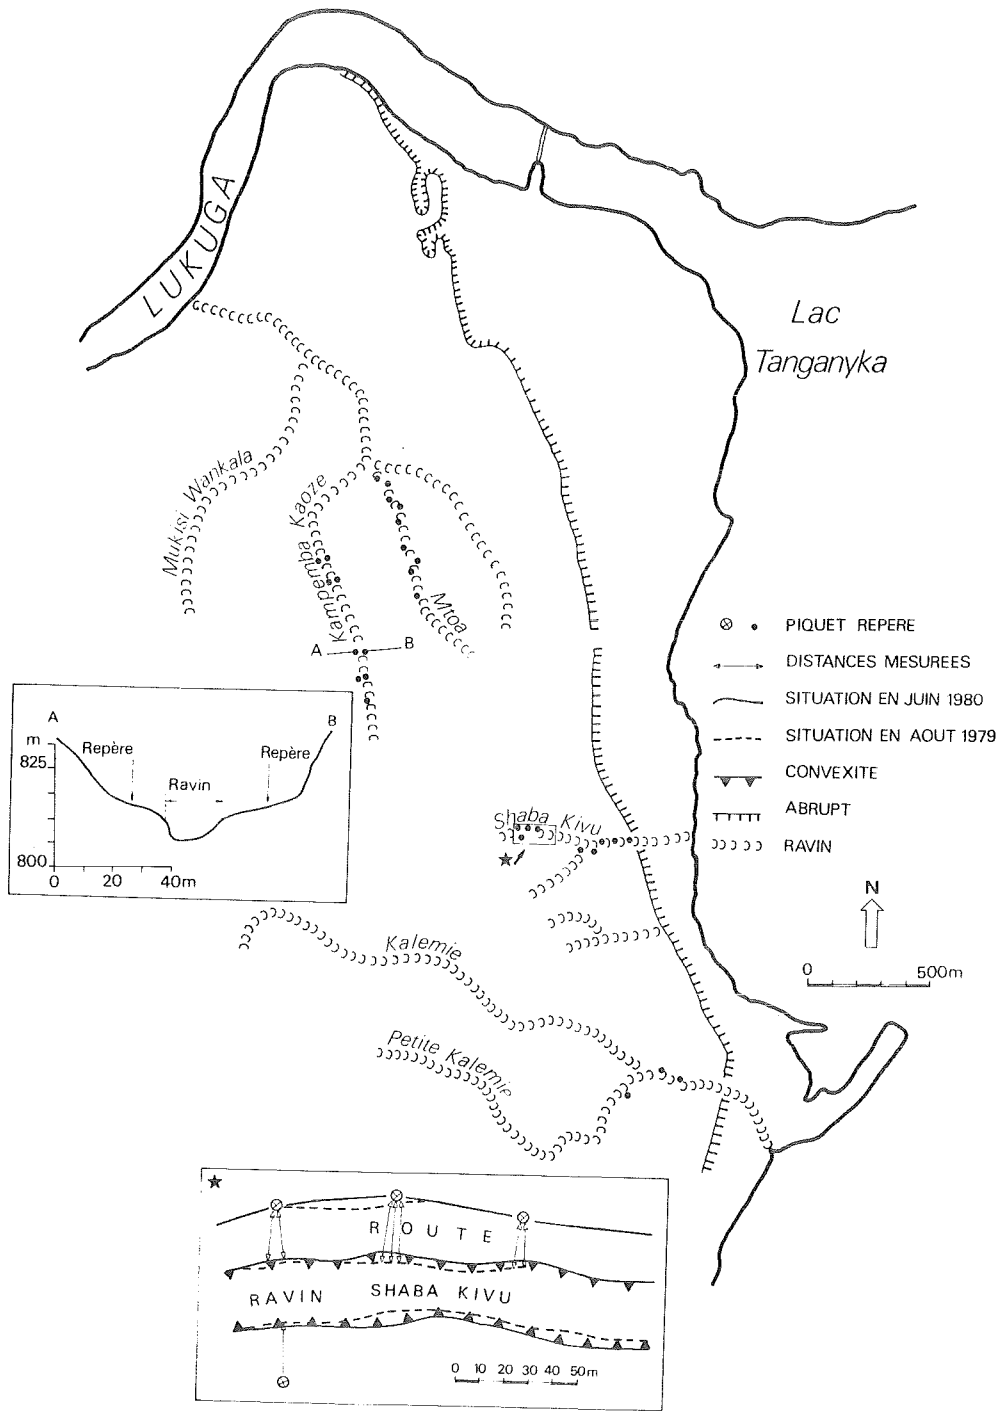 LUKUGA
Lac
Tanganyka
Mukisi Wankala
Kampemba Kaoze
Mtoa
A
B
PIQUET REPERE
DISTANCES MESUREES
SITUATION EN JUIN 1980
SITUATION EN AOUT 1979
CONVEXITE
ABRUPT
RAVIN
A
B
m
825
800
Repère
Repère
Ravin
0 20 40m
Shaba Kivu
N
0 500m
Kalemie
Petite Kalemie
ROUTE
RAVIN SHABA KIVU
0 10 20 30 40 50m